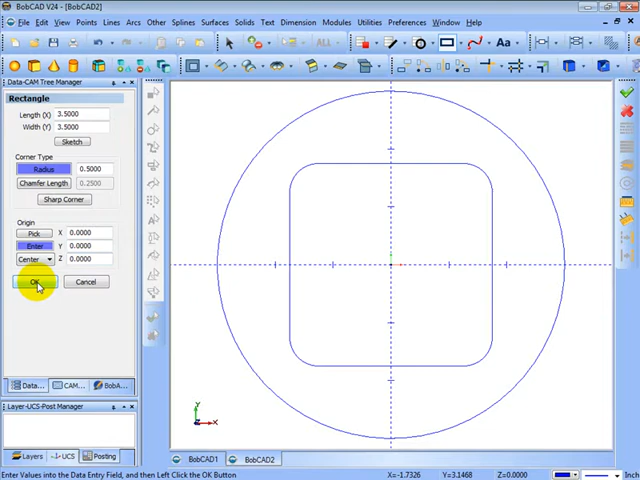 BobCAD V24 - BobCAD2
File Edit View Points Lines Arcs Other Splines Surfaces Solids Text Dimension Modules Utilities Preferences Window Help
ALL
Data-CAM Tree Manager
Rectangle
Length (X) 3.5000
Width (Y) 3.5000
Sketch
Corner Type
Radius 0.5000
Chamfer Length 0.2500
Sharp Corner
Origin
Pick X 0.0000
Enter Y 0.0000
Center Z 0.0000
OK Cancel
Data... CAM... BobA...
Layer-UCS-Post Manager
Y
Z X
Layers UCS Posting
BobCAD1 BobCAD2
Enter Values into the Data Entry Field, and then Left Click the OK Button X=-1.7326 Y=3.1468 Z=0.0000 Inch